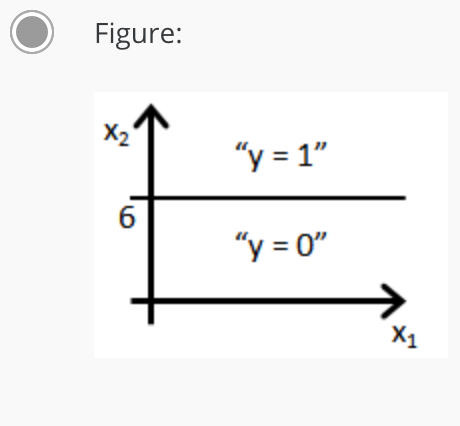 Figure:
x₂
“y = 1”
6
“y = 0”
x₁